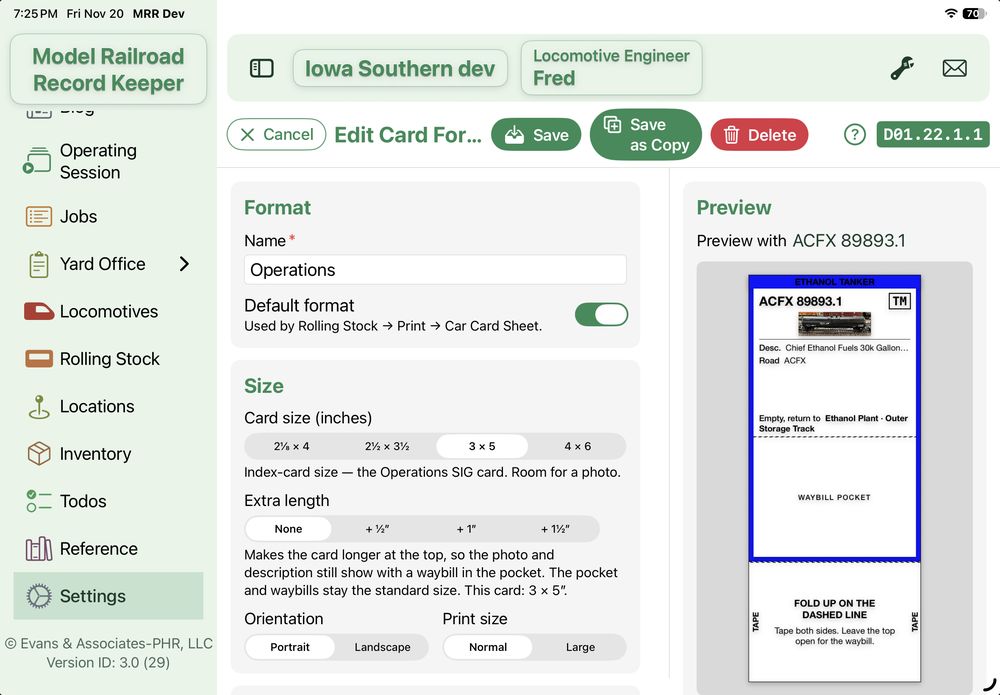 7:25 PM Fri Nov 20 MRR Dev
70
Model Railroad
Record Keeper
Blog
Operating
Session
Jobs
Yard Office
Locomotives
Rolling Stock
Locations
Inventory
Todos
Reference
Settings
© Evans & Associates-PHR, LLC
Version ID: 3.0 (29)
Iowa Southern dev
Locomotive Engineer
Fred
Cancel
Edit Card For...
Save
Save
as Copy
Delete
?
D01.22.1.1
Format
Name *
Operations
Default format
Used by Rolling Stock → Print → Car Card Sheet.
Size
Card size (inches)
2⅛ × 4
2½ × 3½
3 × 5
4 × 6
Index-card size — the Operations SIG card. Room for a photo.
Extra length
None
+ ½″
+ 1″
+ 1½″
Makes the card longer at the top, so the photo and
description still show with a waybill in the pocket. The pocket
and waybills stay the standard size. This card: 3 × 5″.
Orientation
Portrait
Landscape
Print size
Normal
Large
Preview
Preview with ACFX 89893.1
ETHANOL TANKER
ACFX 89893.1
TM
Desc. Chief Ethanol Fuels 30k Gallon...
Road ACFX
Empty, return to Ethanol Plant · Outer
Storage Track
WAYBILL POCKET
FOLD UP ON THE
DASHED LINE
Tape both sides. Leave the top
open for the waybill.
TAPE
TAPE